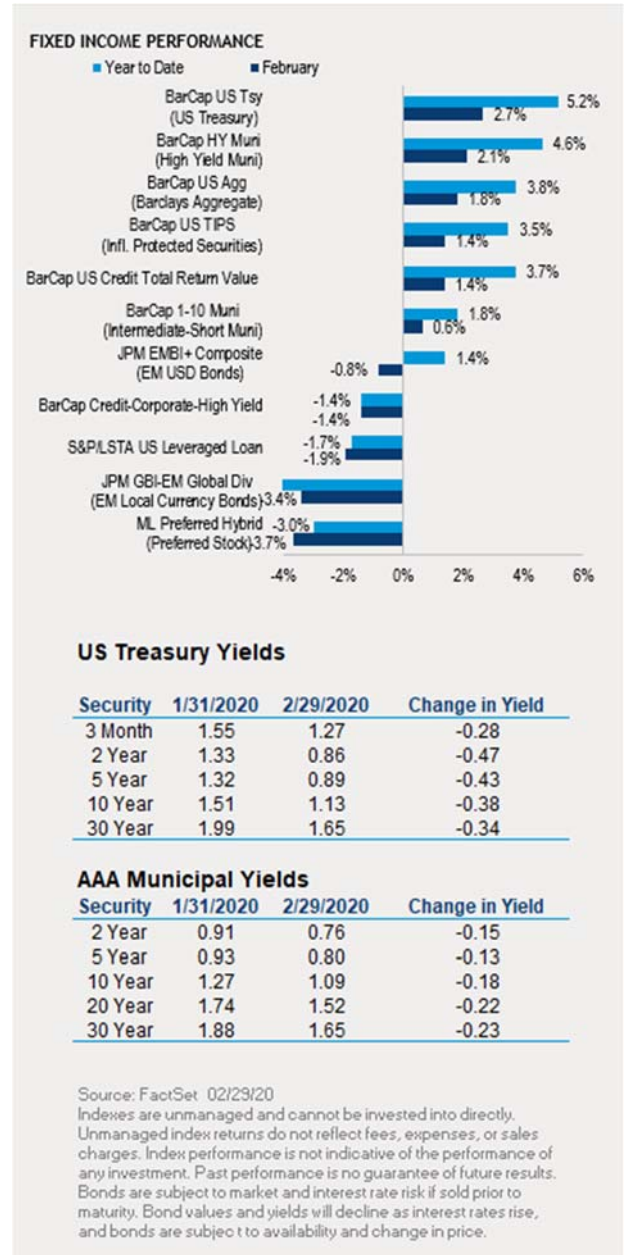 FIXED INCOME PERFORMANCE
Year to Date February
BarCap US Tsy
(US Treasury)
5.2%
2.7%
BarCap HY Muni
(High Yield Muni)
4.6%
2.1%
BarCap US Agg
(Barclays Aggregate)
3.8%
1.8%
BarCap US TIPS
(Infl. Protected Securities)
3.5%
1.4%
BarCap US Credit Total Return Value
3.7%
1.4%
BarCap 1-10 Muni
(Intermediate-Short Muni)
1.8%
0.6%
JPM EMBI+ Composite
(EM USD Bonds)
1.4%
-0.8%
BarCap Credit-Corporate-High Yield
-1.4%
-1.4%
S&P/LSTA US Leveraged Loan
-1.7%
-1.9%
JPM GBI-EM Global Div
(EM Local Currency Bonds)
-3.4%
ML Preferred Hybrid
(Preferred Stock)
-3.0%
-3.7%
-4% -2% 0% 2% 4% 6%
US Treasury Yields
Security 1/31/2020 2/29/2020 Change in Yield
3 Month 1.55 1.27 -0.28
2 Year 1.33 0.86 -0.47
5 Year 1.32 0.89 -0.43
10 Year 1.51 1.13 -0.38
30 Year 1.99 1.65 -0.34
AAA Municipal Yields
Security 1/31/2020 2/29/2020 Change in Yield
2 Year 0.91 0.76 -0.15
5 Year 0.93 0.80 -0.13
10 Year 1.27 1.09 -0.18
20 Year 1.74 1.52 -0.22
30 Year 1.88 1.65 -0.23
Source: FactSet 02/29/20
Indexes are unmanaged and cannot be invested into directly.
Unmanaged index returns do not reflect fees, expenses, or sales
charges. Index performance is not indicative of the performance of
any investment. Past performance is no guarantee of future results.
Bonds are subject to market and interest rate risk if sold prior to
maturity. Bond values and yields will decline as interest rates rise,
and bonds are subject to availability and change in price.